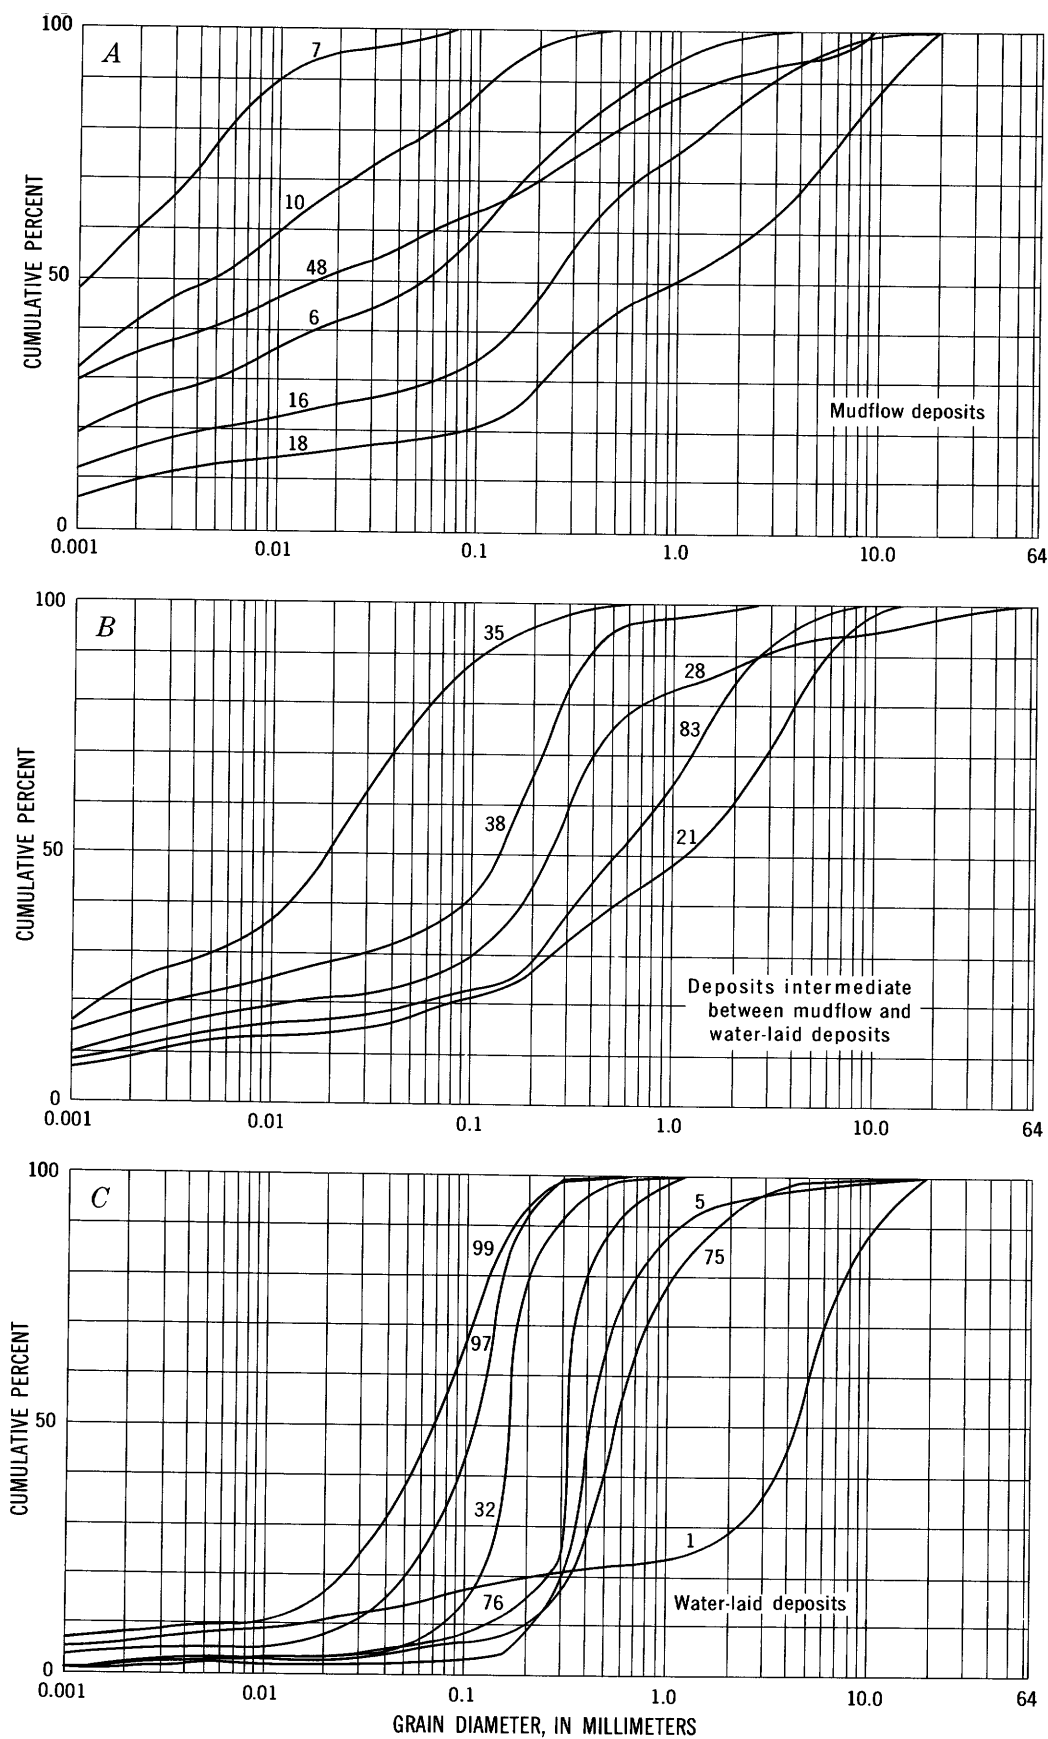 100
A
7
10
48
50
6
16
18
Mudflow deposits
CUMULATIVE PERCENT
0
0.001 0.01 0.1 1.0 10.0 64
100
B
35
28
83
38
21
50
CUMULATIVE PERCENT
Deposits intermediate
between mudflow and
water-laid deposits
0
0.001 0.01 0.1 1.0 10.0 64
100
C
5
99
75
97
50
32
1
76
Water-laid deposits
CUMULATIVE PERCENT
0
0.001 0.01 0.1 1.0 10.0 64
GRAIN DIAMETER, IN MILLIMETERS